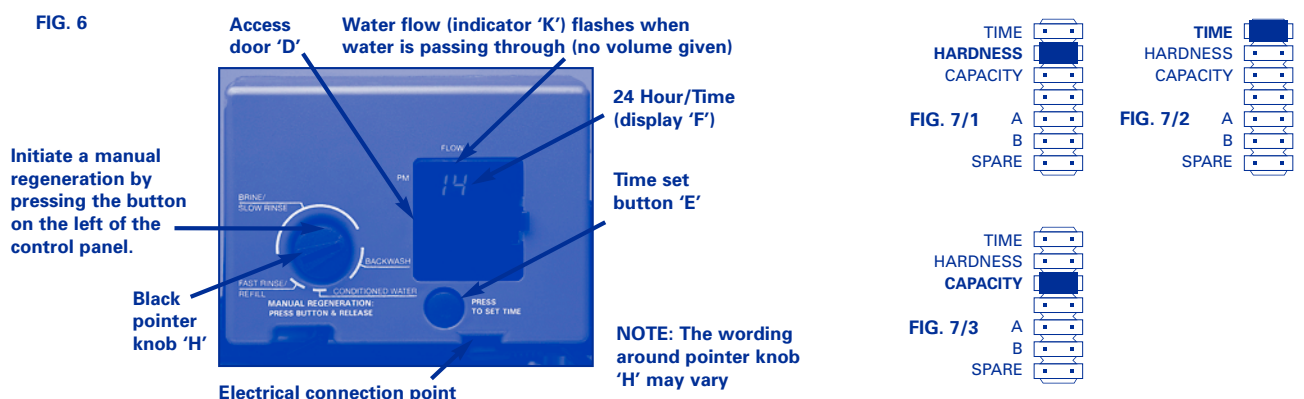 FIG. 6
Access
door ‘D’
Water flow (indicator ‘K’) flashes when
water is passing through (no volume given)
24 Hour/Time
(display ‘F’)
Initiate a manual
regeneration by
pressing the button
on the left of the
control panel.
Time set
button ‘E’
Black
pointer
knob ‘H’
FLOW
PM
14
BRINE/
SLOW RINSE
BACKWASH
FAST RINSE/
REFILL
CONDITIONED WATER
MANUAL REGENERATION:
PRESS BUTTON & RELEASE
PRESS
TO SET TIME
NOTE: The wording
around pointer knob
‘H’ may vary
Electrical connection point
TIME
HARDNESS
CAPACITY
FIG. 7/1
A
B
SPARE
TIME
HARDNESS
CAPACITY
FIG. 7/2
A
B
SPARE
TIME
HARDNESS
CAPACITY
FIG. 7/3
A
B
SPARE